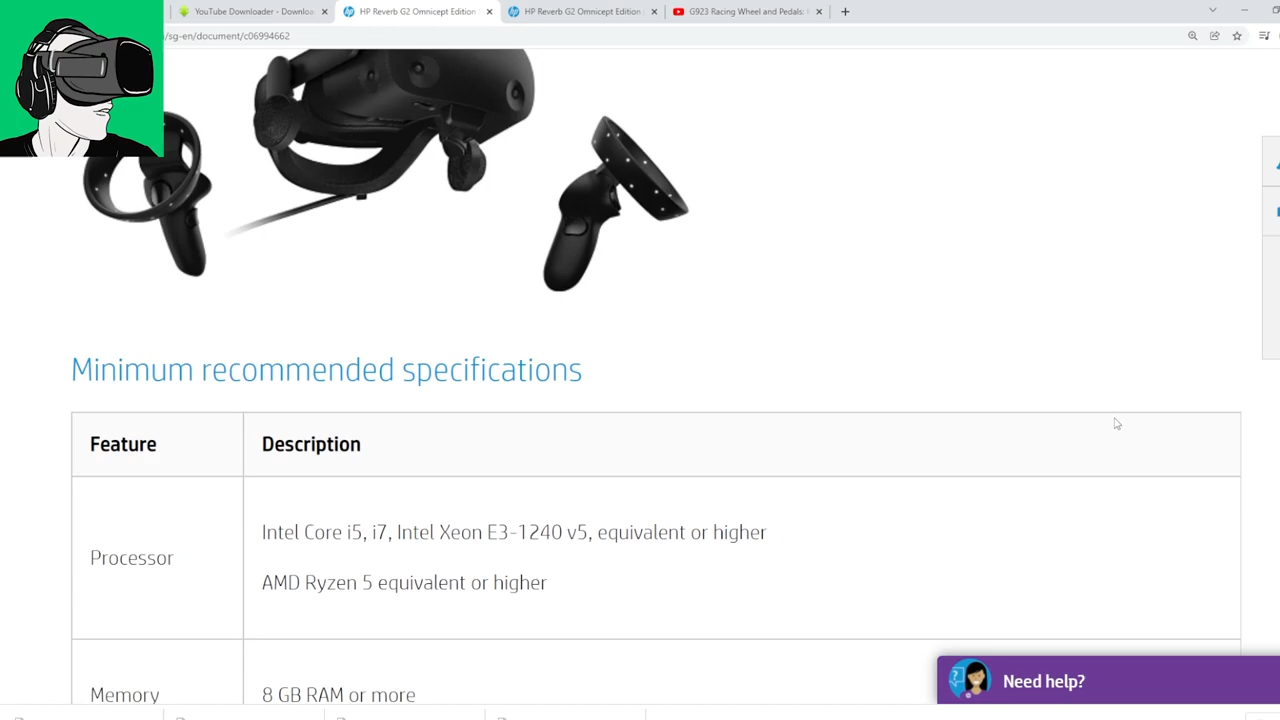 YouTube Downloader - Downloa
HP Reverb G2 Omnicept Edition
HP Reverb G2 Omnicept Edition
G923 Racing Wheel and Pedals:
/sg-en/document/c06994662
Minimum recommended specifications
Feature
Description
Processor
Intel Core i5, i7, Intel Xeon E3-1240 v5, equivalent or higher
AMD Ryzen 5 equivalent or higher
Memory
8 GB RAM or more
Need help?